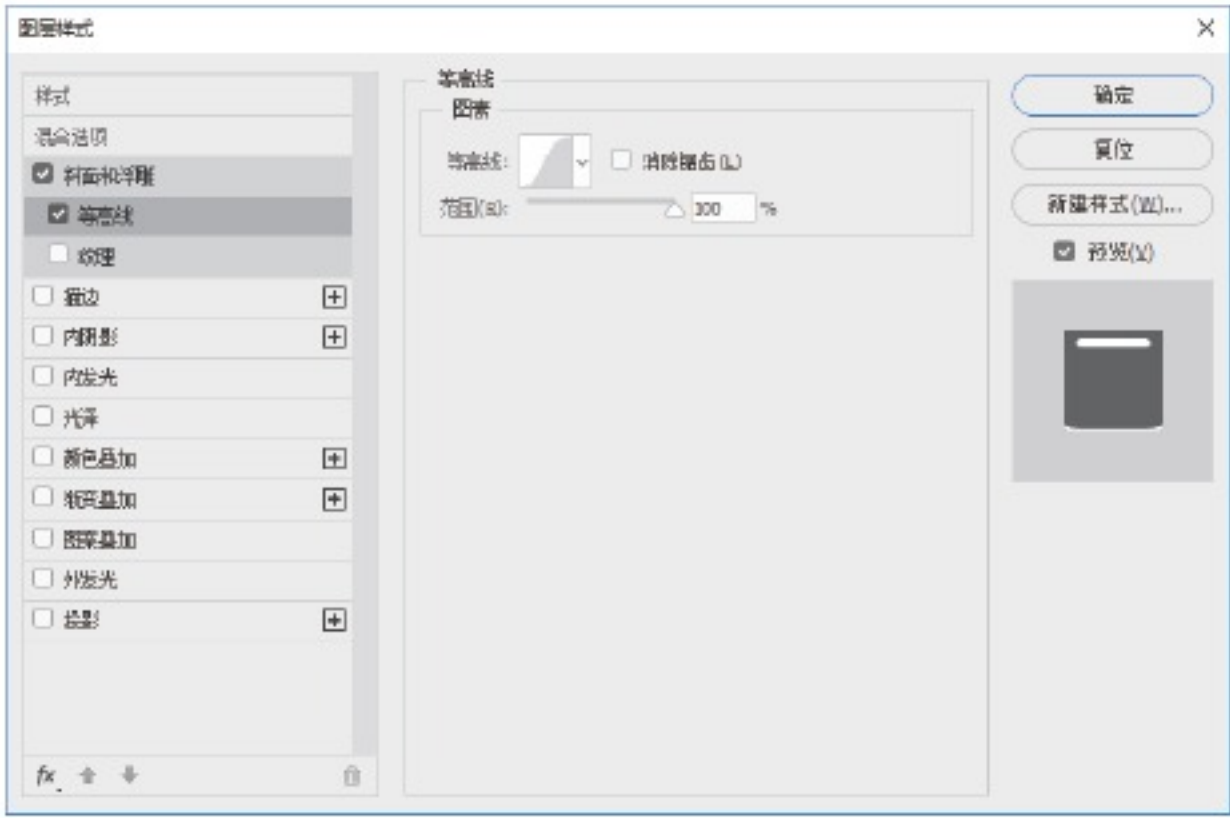 图层样式
样式
混合选项
斜面和浮雕
等高线
纹理
描边
内阴影
内发光
光泽
颜色叠加
渐变叠加
图案叠加
外发光
投影
fx
等高线
图素
等高线:
消除锯齿(L)
范围(R):
100
%
确定
复位
新建样式(W)...
预览(V)